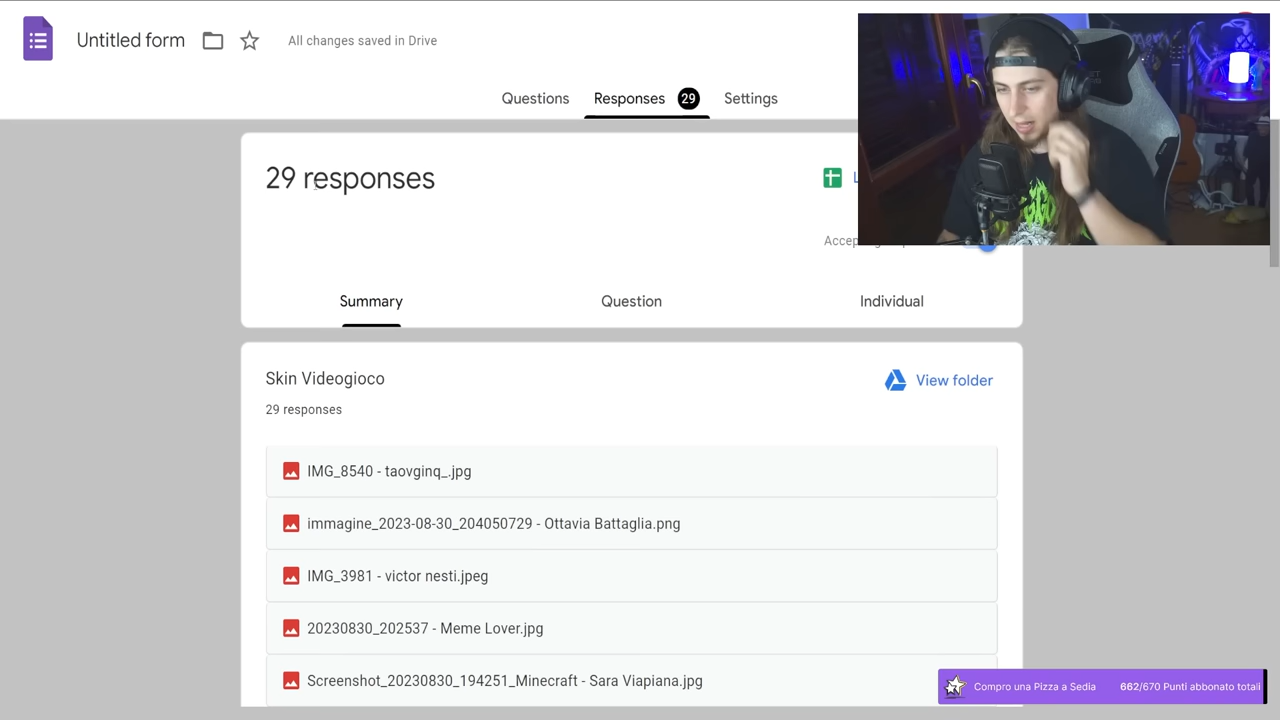 Untitled form
All changes saved in Drive
Questions
Responses 29
Settings
29 responses
Summary
Question
Individual
Skin Videogioco
View folder
29 responses
IMG_8540 - taovginq_.jpg
immagine_2023-08-30_204050729 - Ottavia Battaglia.png
IMG_3981 - victor nesti.jpeg
20230830_202537 - Meme Lover.jpg
Screenshot_20230830_194251_Minecraft - Sara Viapiana.jpg
Compro una Pizza a Sedia
662/670 Punti abbonato totali